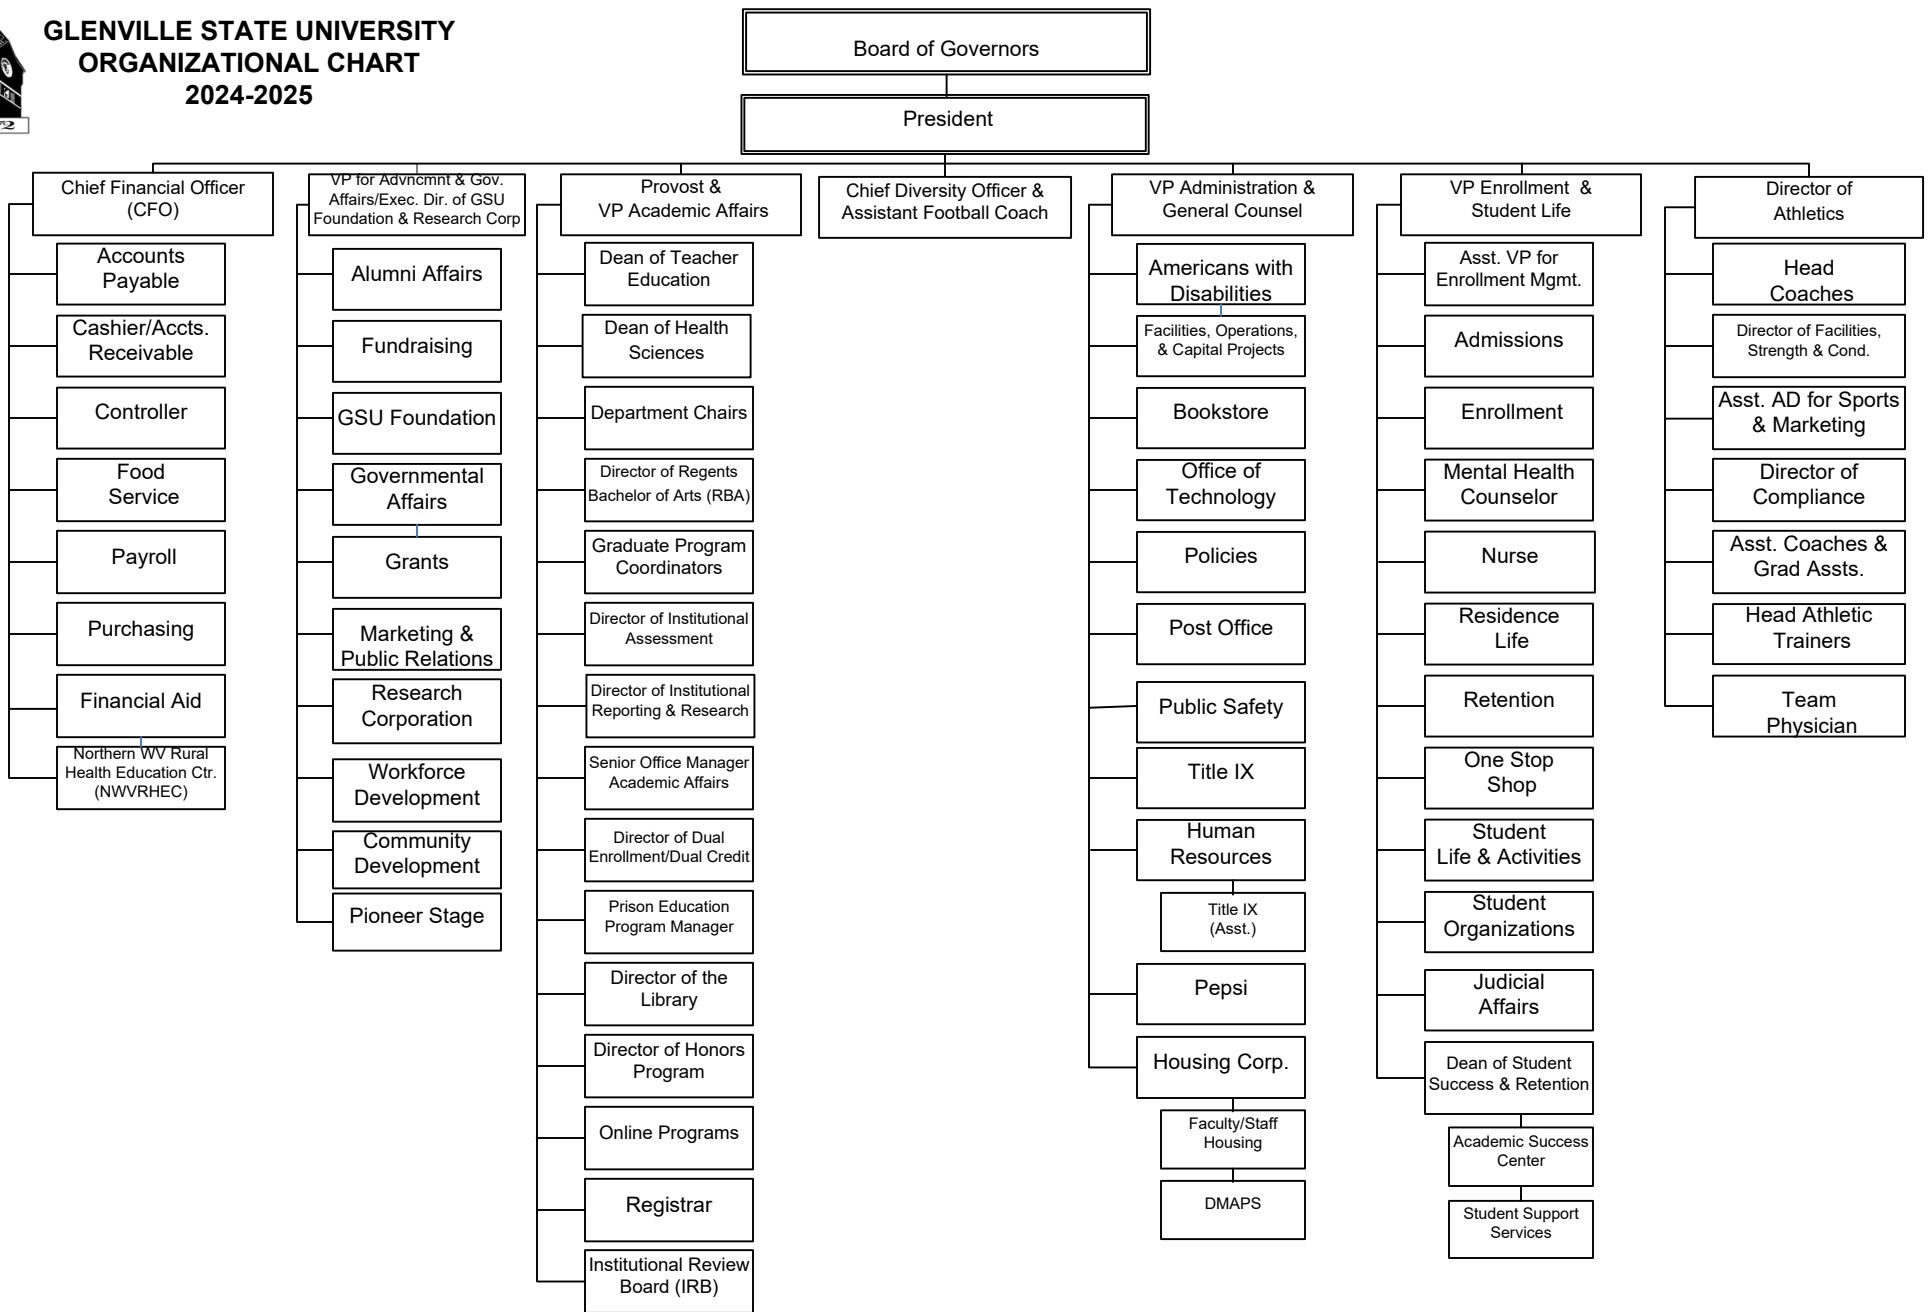 GLENVILLE STATE UNIVERSITY
ORGANIZATIONAL CHART
2024-2025
Board of Governors
President
Chief Financial Officer
(CFO)
Accounts
Payable
Cashier/Accts.
Receivable
Controller
Food
Service
Payroll
Purchasing
Financial Aid
Northern WV Rural
Health Education Ctr.
(NWVRHEC)
VP for Advncmnt & Gov.
Affairs/Exec. Dir. of GSU
Foundation & Research Corp
Alumni Affairs
Fundraising
GSU Foundation
Governmental
Affairs
Grants
Marketing &
Public Relations
Research
Corporation
Workforce
Development
Community
Development
Pioneer Stage
Provost &
VP Academic Affairs
Dean of Teacher
Education
Dean of Health
Sciences
Department Chairs
Director of Regents
Bachelor of Arts (RBA)
Graduate Program
Coordinators
Director of Institutional
Assessment
Director of Institutional
Reporting & Research
Senior Office Manager
Academic Affairs
Director of Dual
Enrollment/Dual Credit
Prison Education
Program Manager
Director of the
Library
Director of Honors
Program
Online Programs
Registrar
Institutional Review
Board (IRB)
Chief Diversity Officer &
Assistant Football Coach
VP Administration &
General Counsel
Americans with
Disabilities
Facilities, Operations,
& Capital Projects
Bookstore
Office of
Technology
Policies
Post Office
Public Safety
Title IX
Human
Resources
Title IX
(Asst.)
Pepsi
Housing Corp.
Faculty/Staff
Housing
DMAPS
VP Enrollment &
Student Life
Asst. VP for
Enrollment Mgmt.
Admissions
Enrollment
Mental Health
Counselor
Nurse
Residence
Life
Retention
One Stop
Shop
Student
Life & Activities
Student
Organizations
Judicial
Affairs
Dean of Student
Success & Retention
Academic Success
Center
Student Support
Services
Director of
Athletics
Head
Coaches
Director of Facilities,
Strength & Cond.
Asst. AD for Sports
& Marketing
Director of
Compliance
Asst. Coaches &
Grad Assts.
Head Athletic
Trainers
Team
Physician